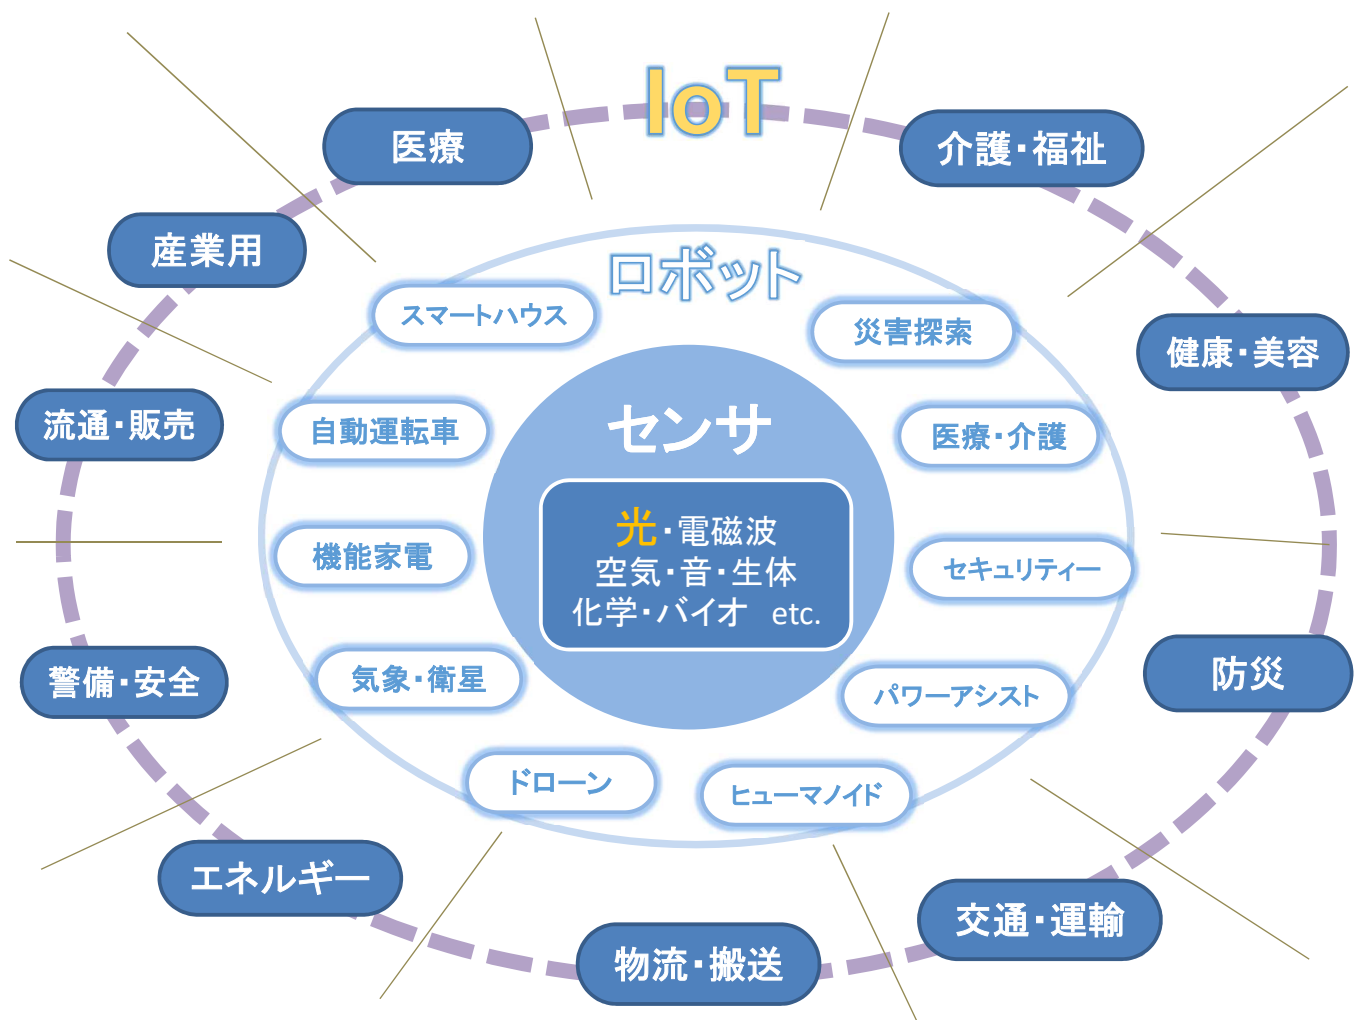 IoT
医療
介護・福祉
産業用
健康・美容
流通・販売
警備・安全
防災
エネルギー
交通・運輸
物流・搬送
ロボット
スマートハウス
災害探索
自動運転車
医療・介護
機能家電
セキュリティー
気象・衛星
パワーアシスト
ドローン
ヒューマノイド
センサ
光・電磁波
空気・音・生体
化学・バイオ etc.